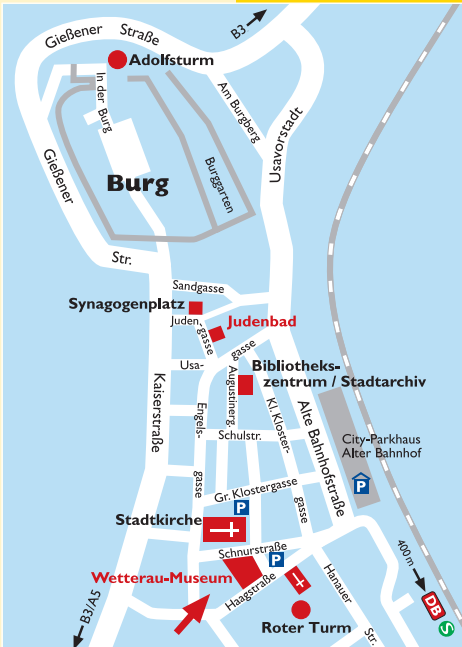 B3
Gießener Straße
Adolfsturm
In der Burg
Am Burgberg
Usavorstadt
Gießener
Str.
Burg
Burggarten
Sandgasse
Synagogenplatz
Juden-
gasse
Judenbad
Usa-
gasse
Bibliotheks-
zentrum / Stadtarchiv
Kaiserstraße
Engels-
gasse
Augustinerg.
Kl. Kloster-
gasse
Alte Bahnhofstraße
Schulstr.
City-Parkhaus
Alter Bahnhof
P
Gr. Klostergasse
P
Stadtkirche
Schnurstraße
P
Wetterau-Museum
Haagstraße
Hanauer
Str.
400 m
DB
S
B3/A5
Roter Turm